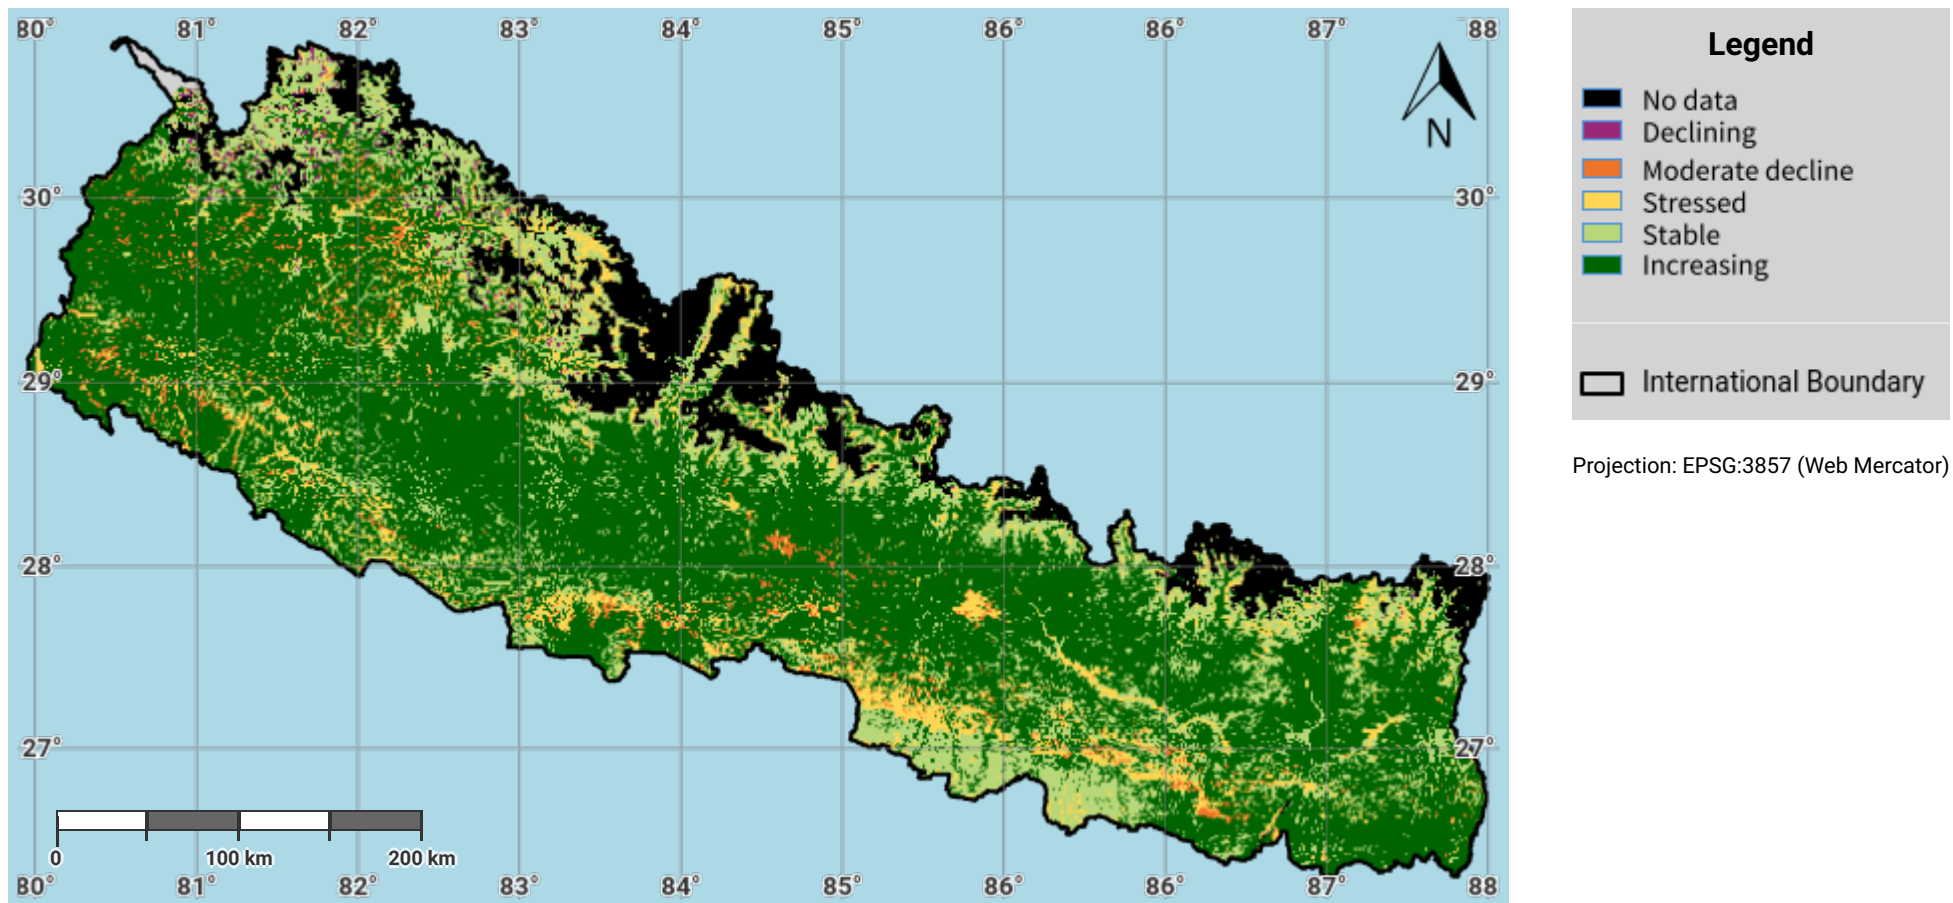 80° 81° 82° 83° 84° 85° 86° 86° 87° 88
N
30° 30°
29° 29°
28° 28°
27° 27°
0 100 km 200 km
80° 81° 82° 83° 84° 85° 86° 86° 87° 88
Legend
No data
Declining
Moderate decline
Stressed
Stable
Increasing
International Boundary
Projection: EPSG:3857 (Web Mercator)